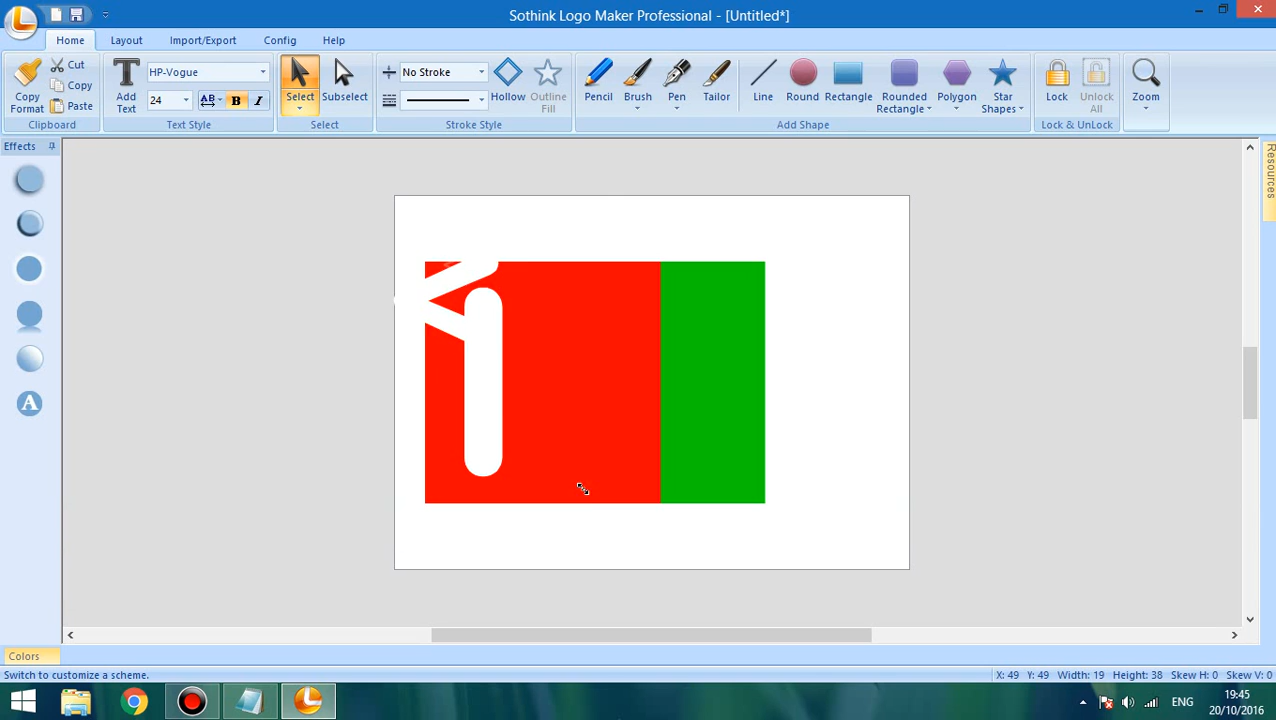 Sothink Logo Maker Professional - [Untitled*]
Home Layout Import/Export Config Help
Copy Format
Cut
Copy
Paste
Clipboard
Add Text
HP-Vogue
24 AB B I
Text Style
Select
Subselect
Select
No Stroke
Hollow
Outline Fill
Stroke Style
Pencil
Brush
Pen
Tailor
Line
Round
Rectangle
Rounded Rectangle
Polygon
Star Shapes
Add Shape
Lock
Unlock All
Lock & UnLock
Zoom
Effects
A
Resources
Colors
Switch to customize a scheme.
X: 49 Y: 49 Width: 19 Height: 38 Skew H: 0 Skew V: 0
ENG
19:45
20/10/2016